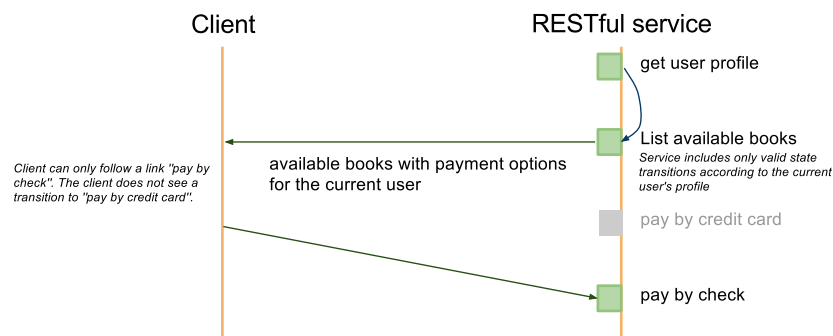 Client
RESTful service
get user profile
List available books
Service includes only valid state
transitions according to the current
user's profile
available books with payment options
for the current user
Client can only follow a link "pay by
check". The client does not see a
transition to "pay by credit card".
pay by credit card
pay by check